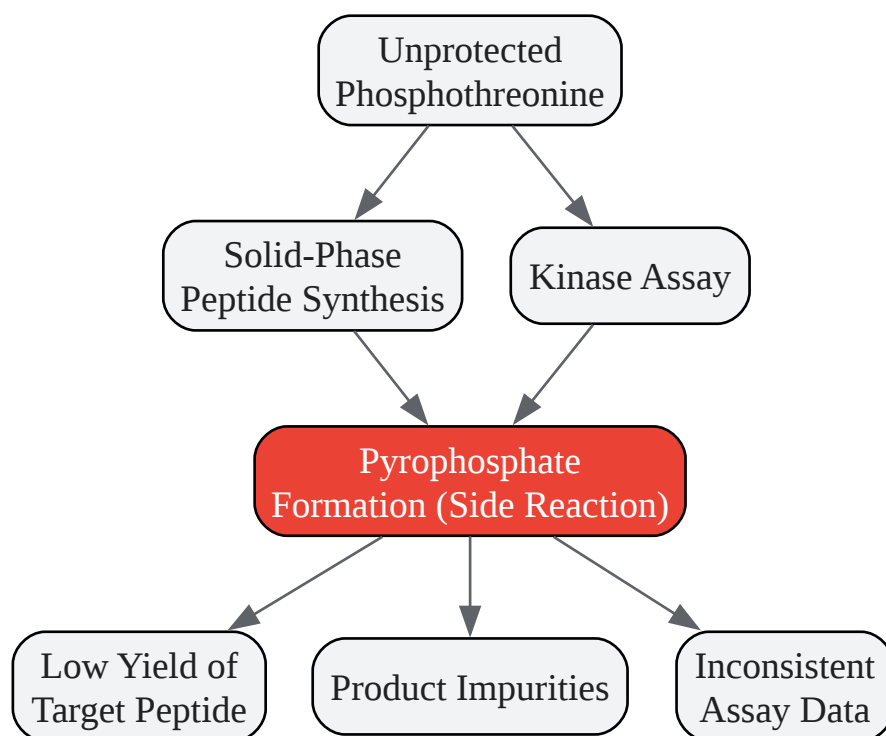 Unprotected
Phosphothreonine
Solid-Phase
Peptide Synthesis
Kinase Assay
Pyrophosphate
Formation (Side Reaction)
Low Yield of
Target Peptide
Product Impurities
Inconsistent
Assay Data